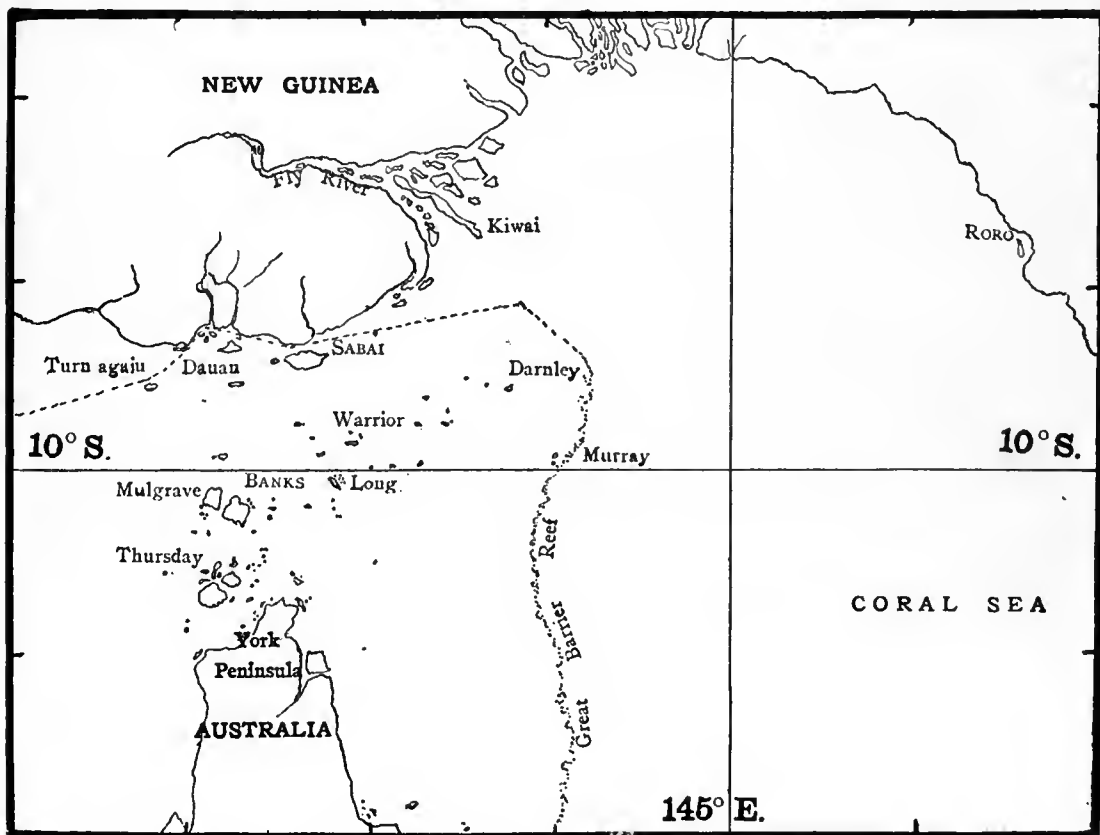 NEW GUINEA
Fly River
Kiwai
RORO
SABAI
Turn agaiu
Dauan
Darnley
Warrior
10° S.
10° S.
Murray
Mulgrave
BANKS
Long
Thursday
Reef
CORAL SEA
Barrier
York
Peninsula
Great
AUSTRALIA
145° E.